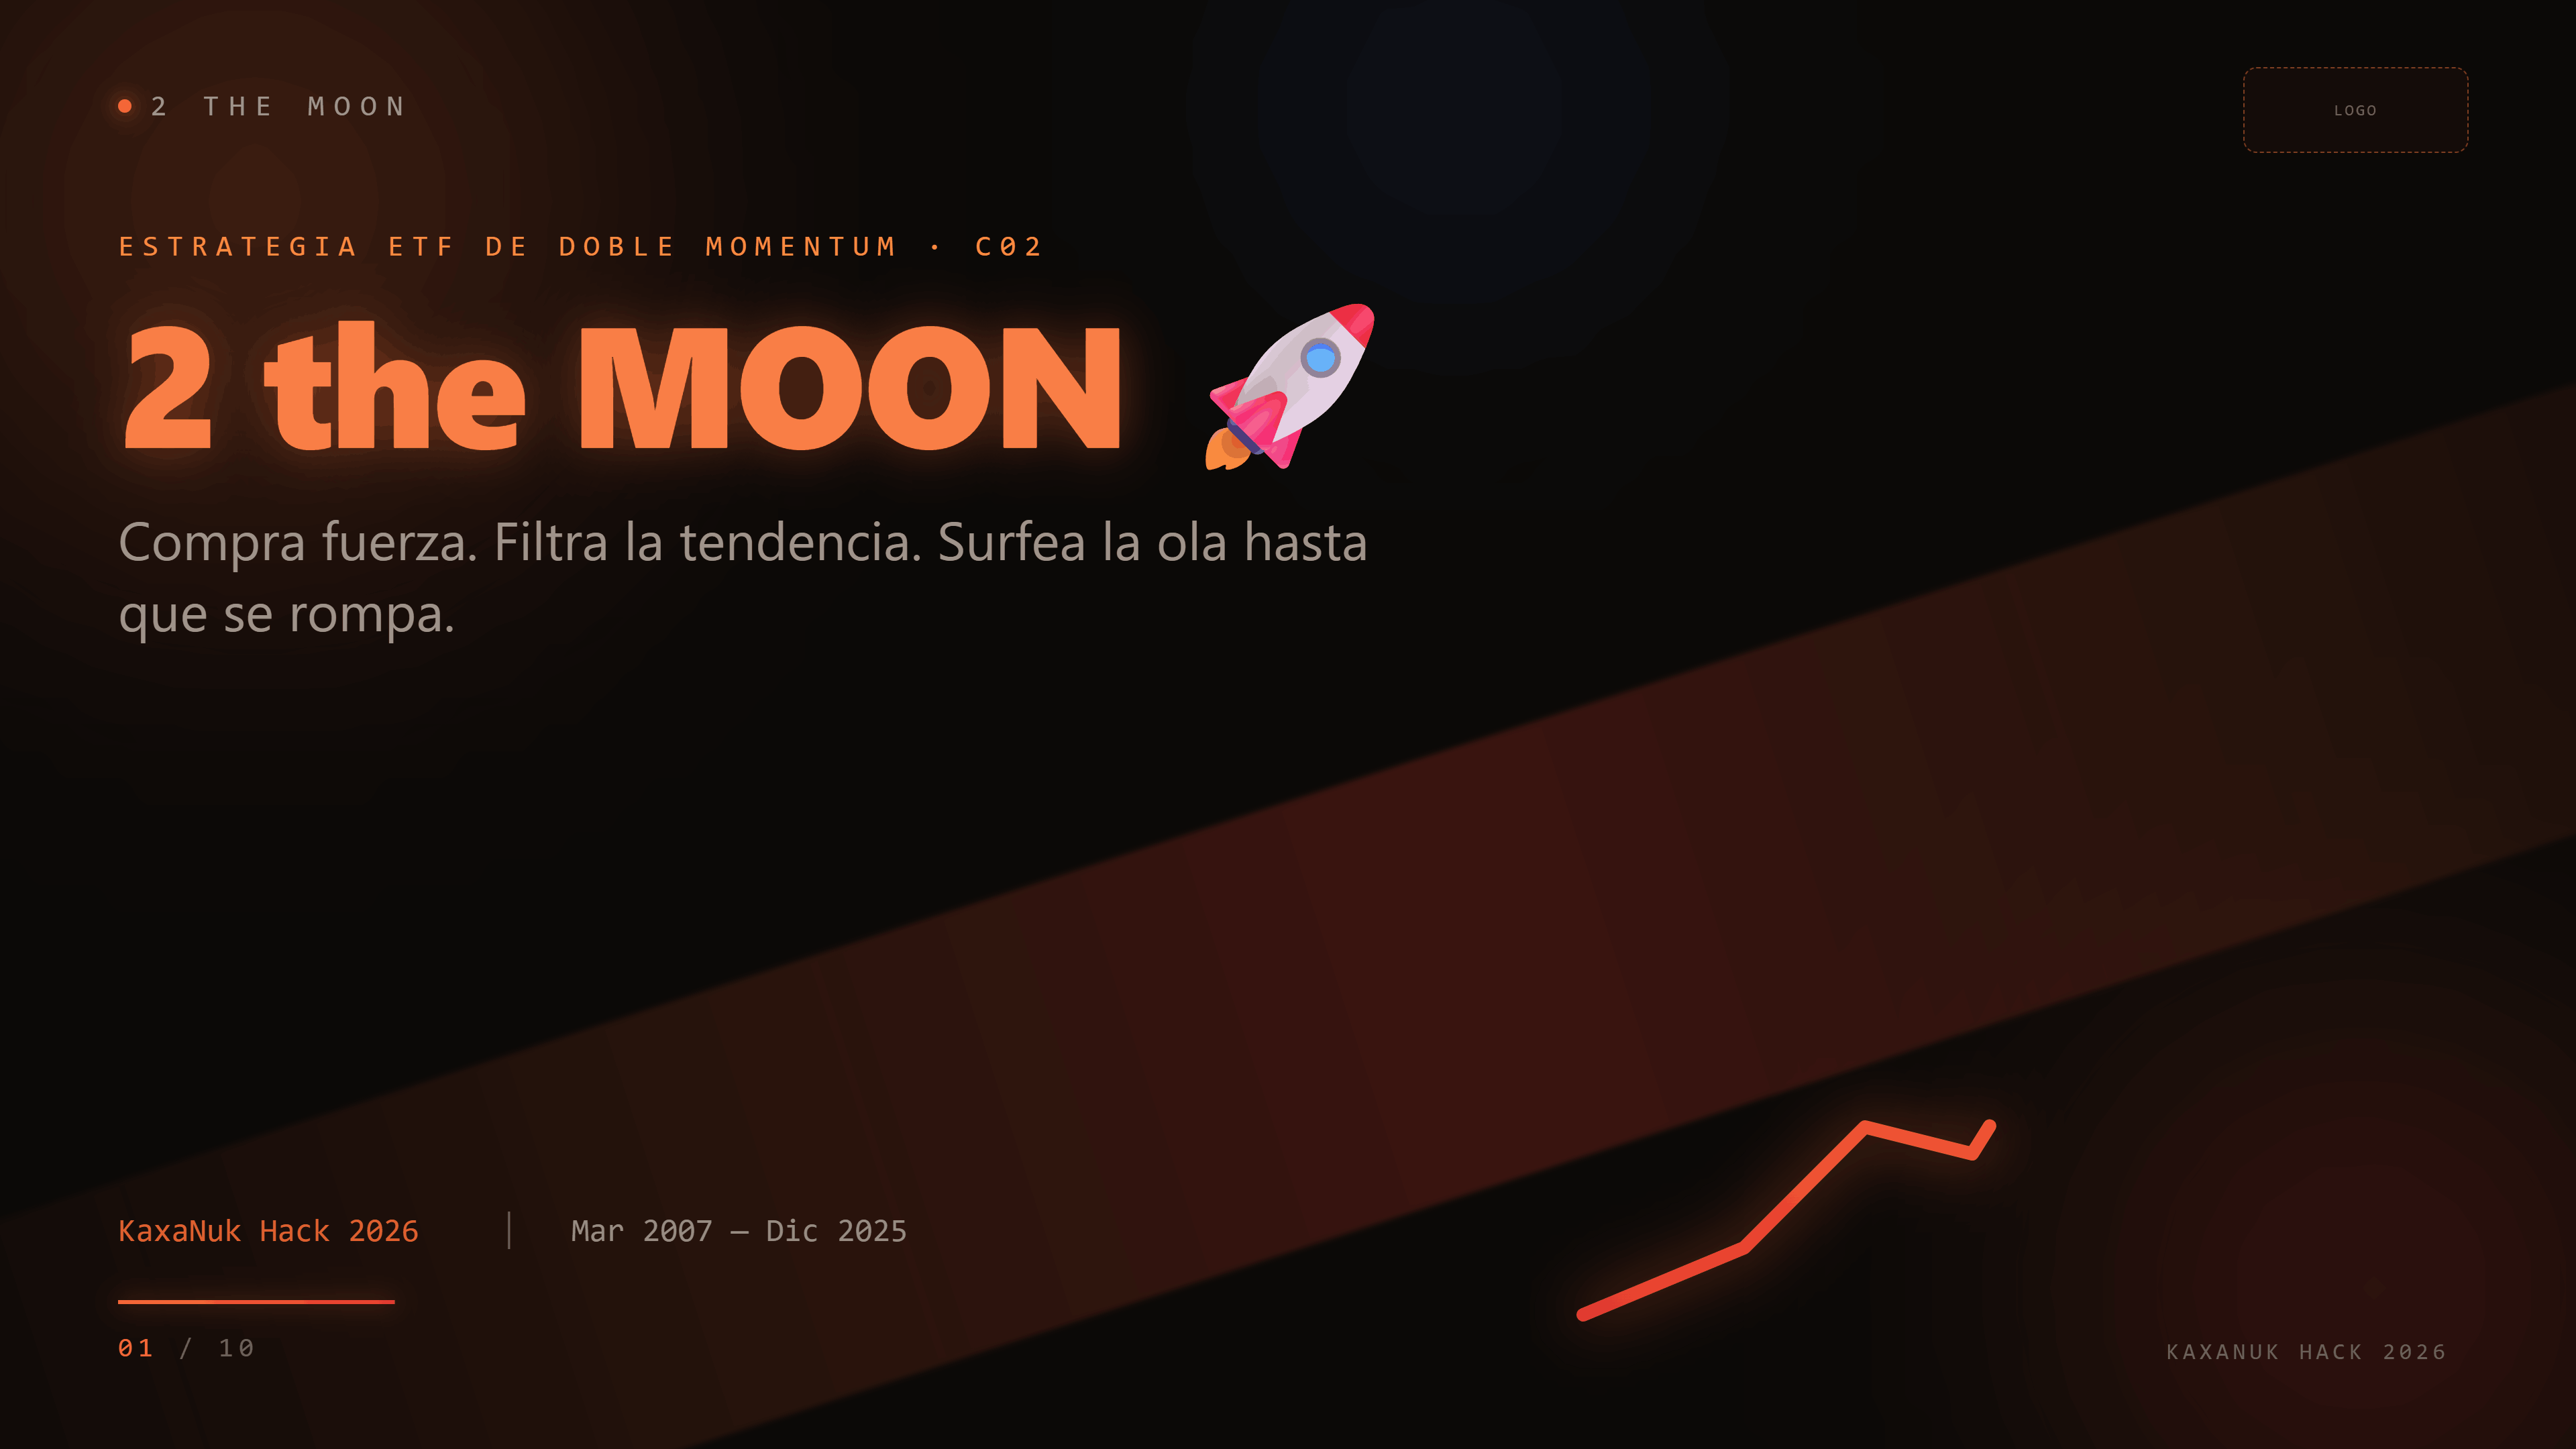 2 THE MOON
LOGO
ESTRATEGIA ETF DE DOBLE MOMENTUM · C02
2 the MOON
Compra fuerza. Filtra la tendencia. Surfea la ola hasta
que se rompa.
KaxaNuk Hack 2026
Mar 2007 — Dic 2025
01 / 10
KAXANUK HACK 2026